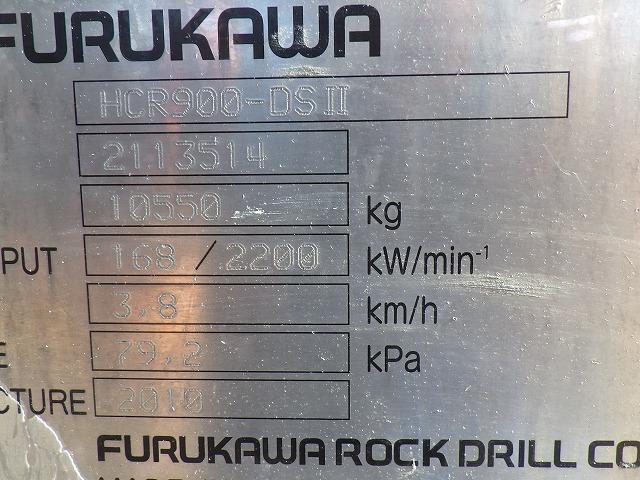 FURUKAWA
HCR900-DSII
2113514
10550 kg
PUT 168 / 2200 kW/min⁻¹
3,8 km/h
E 79,2 kPa
CTURE 2010
FURUKAWA ROCK DRILL CO